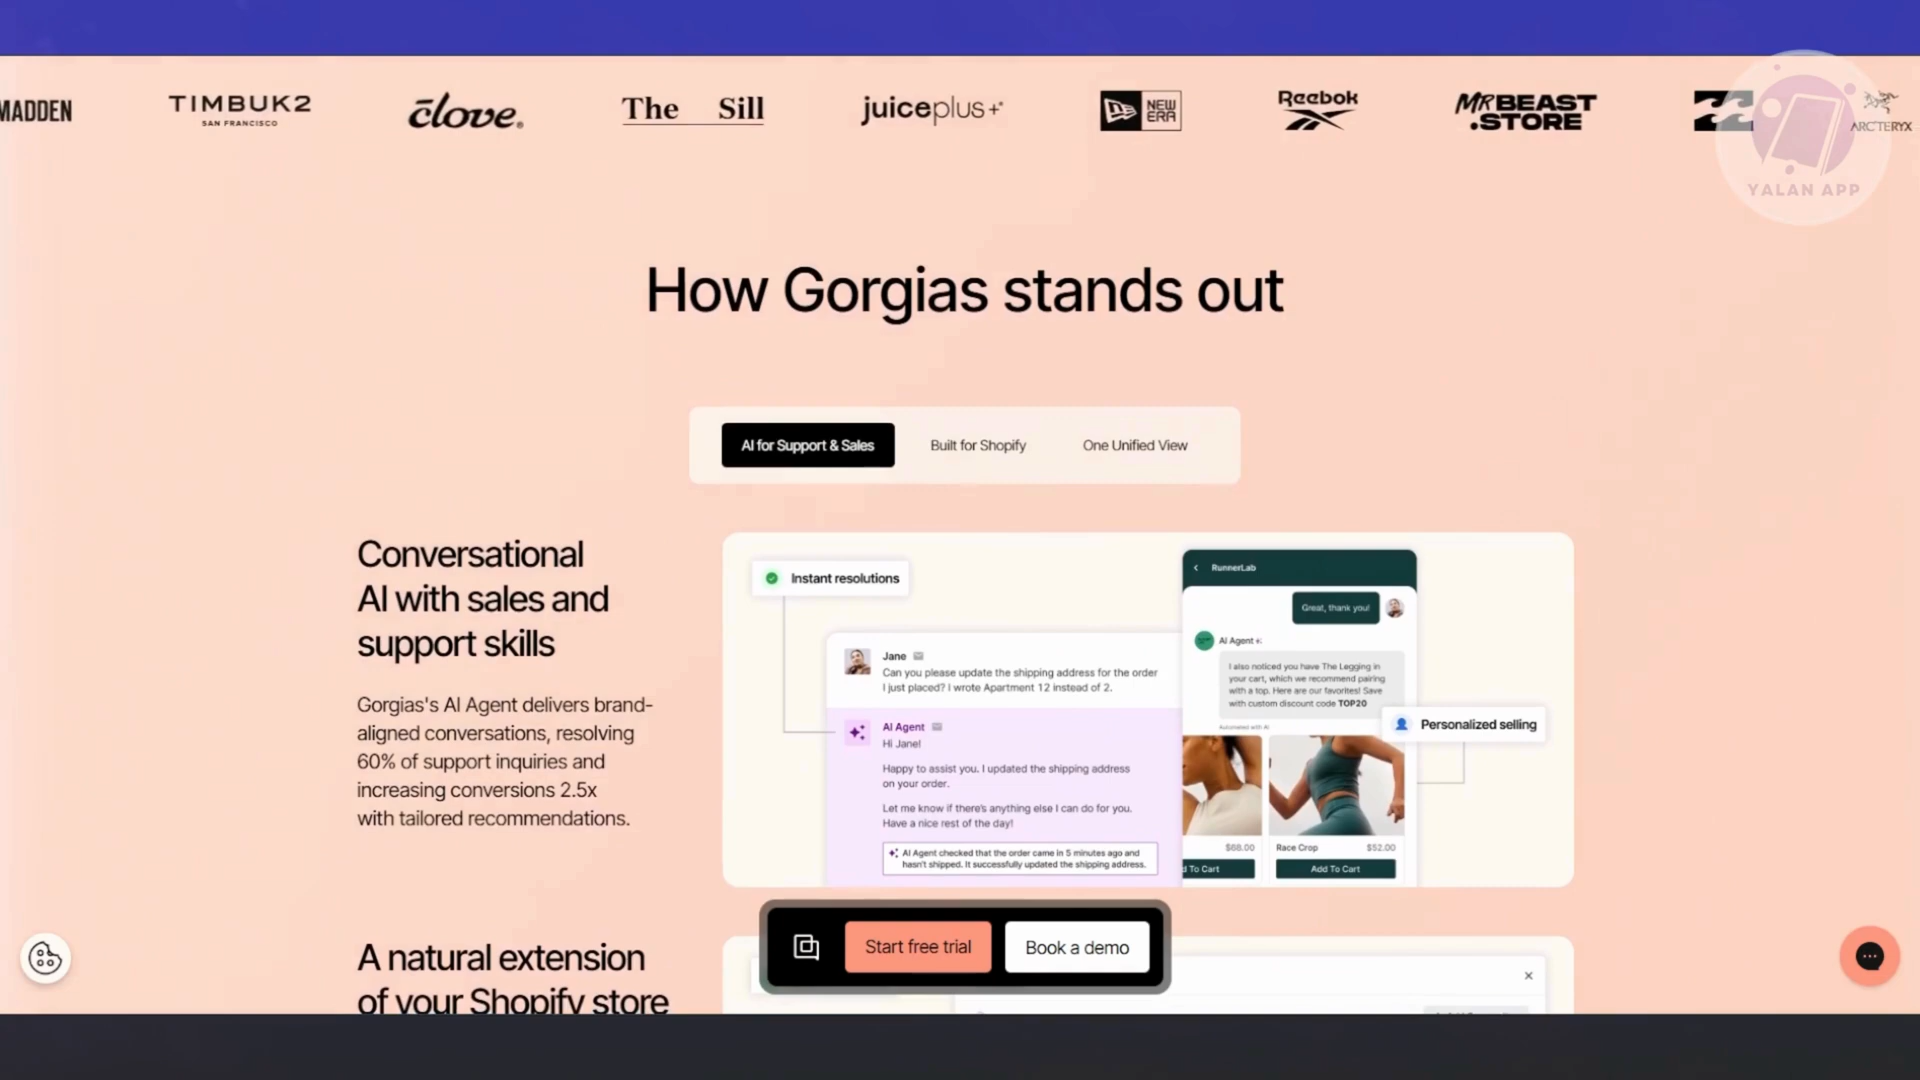 MADDEN
TIMBUK2
SAN FRANCISCO
clove.
The Sill
juiceplus+
NEW ERA
Reebok
MRBEAST
.STORE
ARC'TERYX
YALAN APP
How Gorgias stands out
AI for Support & Sales
Built for Shopify
One Unified View
Conversational
AI with sales and
support skills
Gorgias's AI Agent delivers brand-
aligned conversations, resolving
60% of support inquiries and
increasing conversions 2.5x
with tailored recommendations.
Instant resolutions
Jane
Can you please update the shipping address for the order
I just placed? I wrote Apartment 12 instead of 2.
AI Agent
Hi Jane!
Happy to assist you. I updated the shipping address
on your order.
Let me know if there's anything else I can do for you.
Have a nice rest of the day!
AI Agent checked that the order came in 5 minutes ago and
hasn't shipped. It successfully updated the shipping address.
RunnerLab
Great, thank you!
AI Agent
I also noticed you have The Legging in
your cart, which we recommend pairing
with a top. Here are our favorites! Save
with custom discount code TOP20
Automated with AI
Personalized selling
$68.00
d To Cart
Race Crop
$52.00
Add To Cart
A natural extension
of your Shopify store
Start free trial
Book a demo